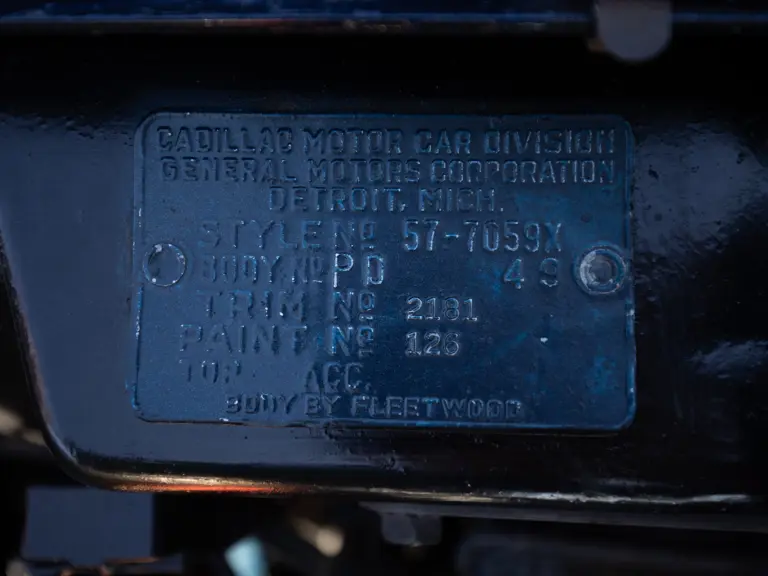 CADILLAC MOTOR CAR DIVISION
GENERAL MOTORS CORPORATION
DETROIT, MICH.
STYLE Nº 57-7059X
BODY Nº PD 49
TRIM Nº 2181
PAINT Nº 126
TOP ACC.
BODY BY FLEETWOOD